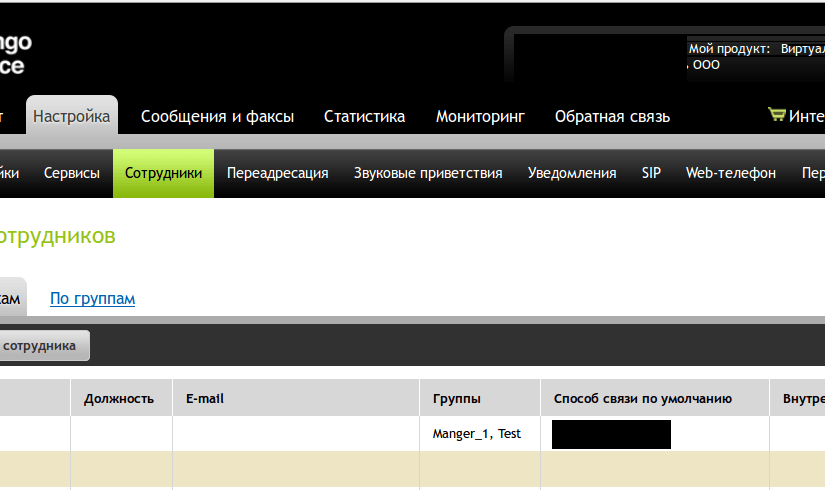 ngo
ce
Мой продукт: Виртуал
ООО
т Настройка Сообщения и факсы Статистика Мониторинг Обратная связь Инте
йки Сервисы Сотрудники Переадресация Звуковые приветствия Уведомления SIP Web-телефон Пер
отрудников
кам По группам
сотрудника
Должность E-mail Группы Способ связи по умолчанию Внутре
Manger_1, Test